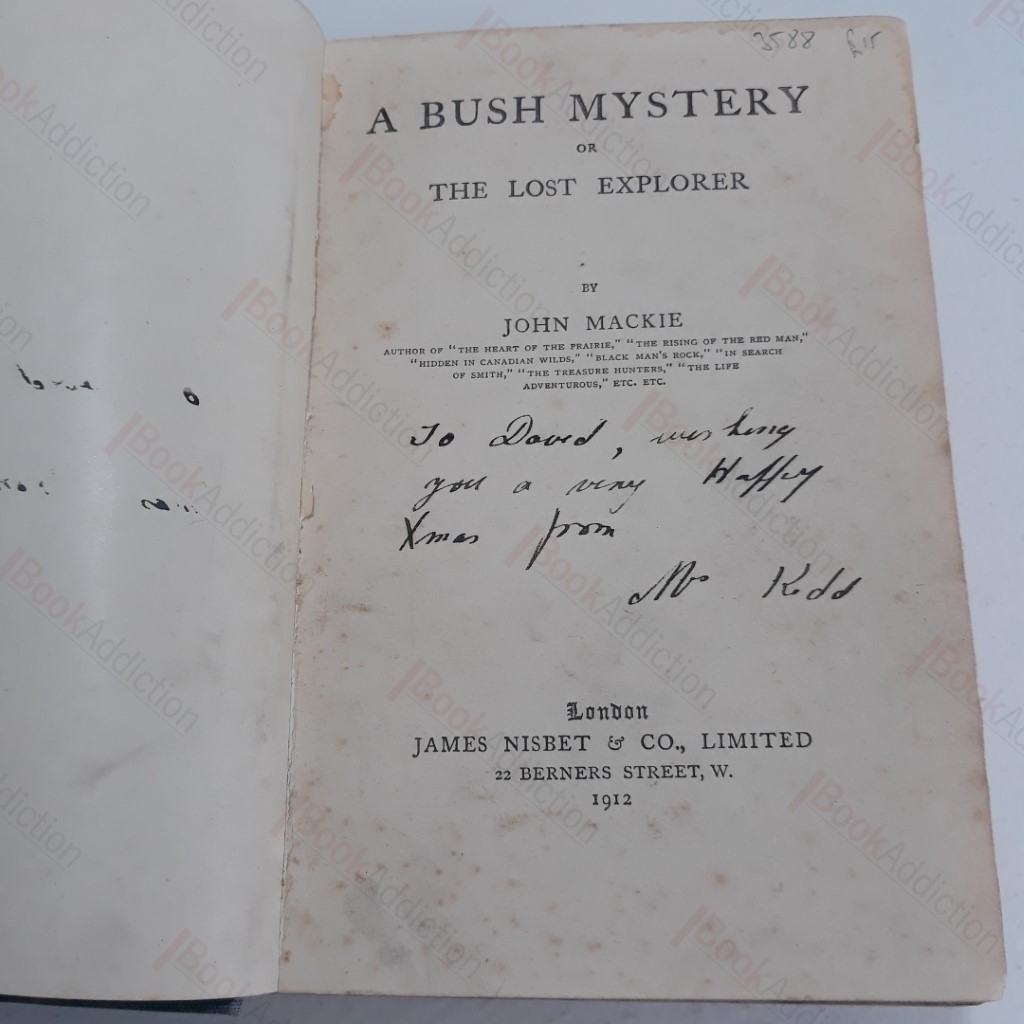 3588 £15
A BUSH MYSTERY
OR
THE LOST EXPLORER
BY
JOHN MACKIE
AUTHOR OF "THE HEART OF THE PRAIRIE," "THE RISING OF THE RED MAN,"
"HIDDEN IN CANADIAN WILDS," "BLACK MAN'S ROCK," "IN SEARCH
OF SMITH," "THE TREASURE HUNTERS," "THE LIFE
ADVENTUROUS," ETC. ETC.
To David, wishing
you a very Happy
Xmas from
Kidd
London
JAMES NISBET & CO., LIMITED
22 BERNERS STREET, W.
1912
BookAddiction